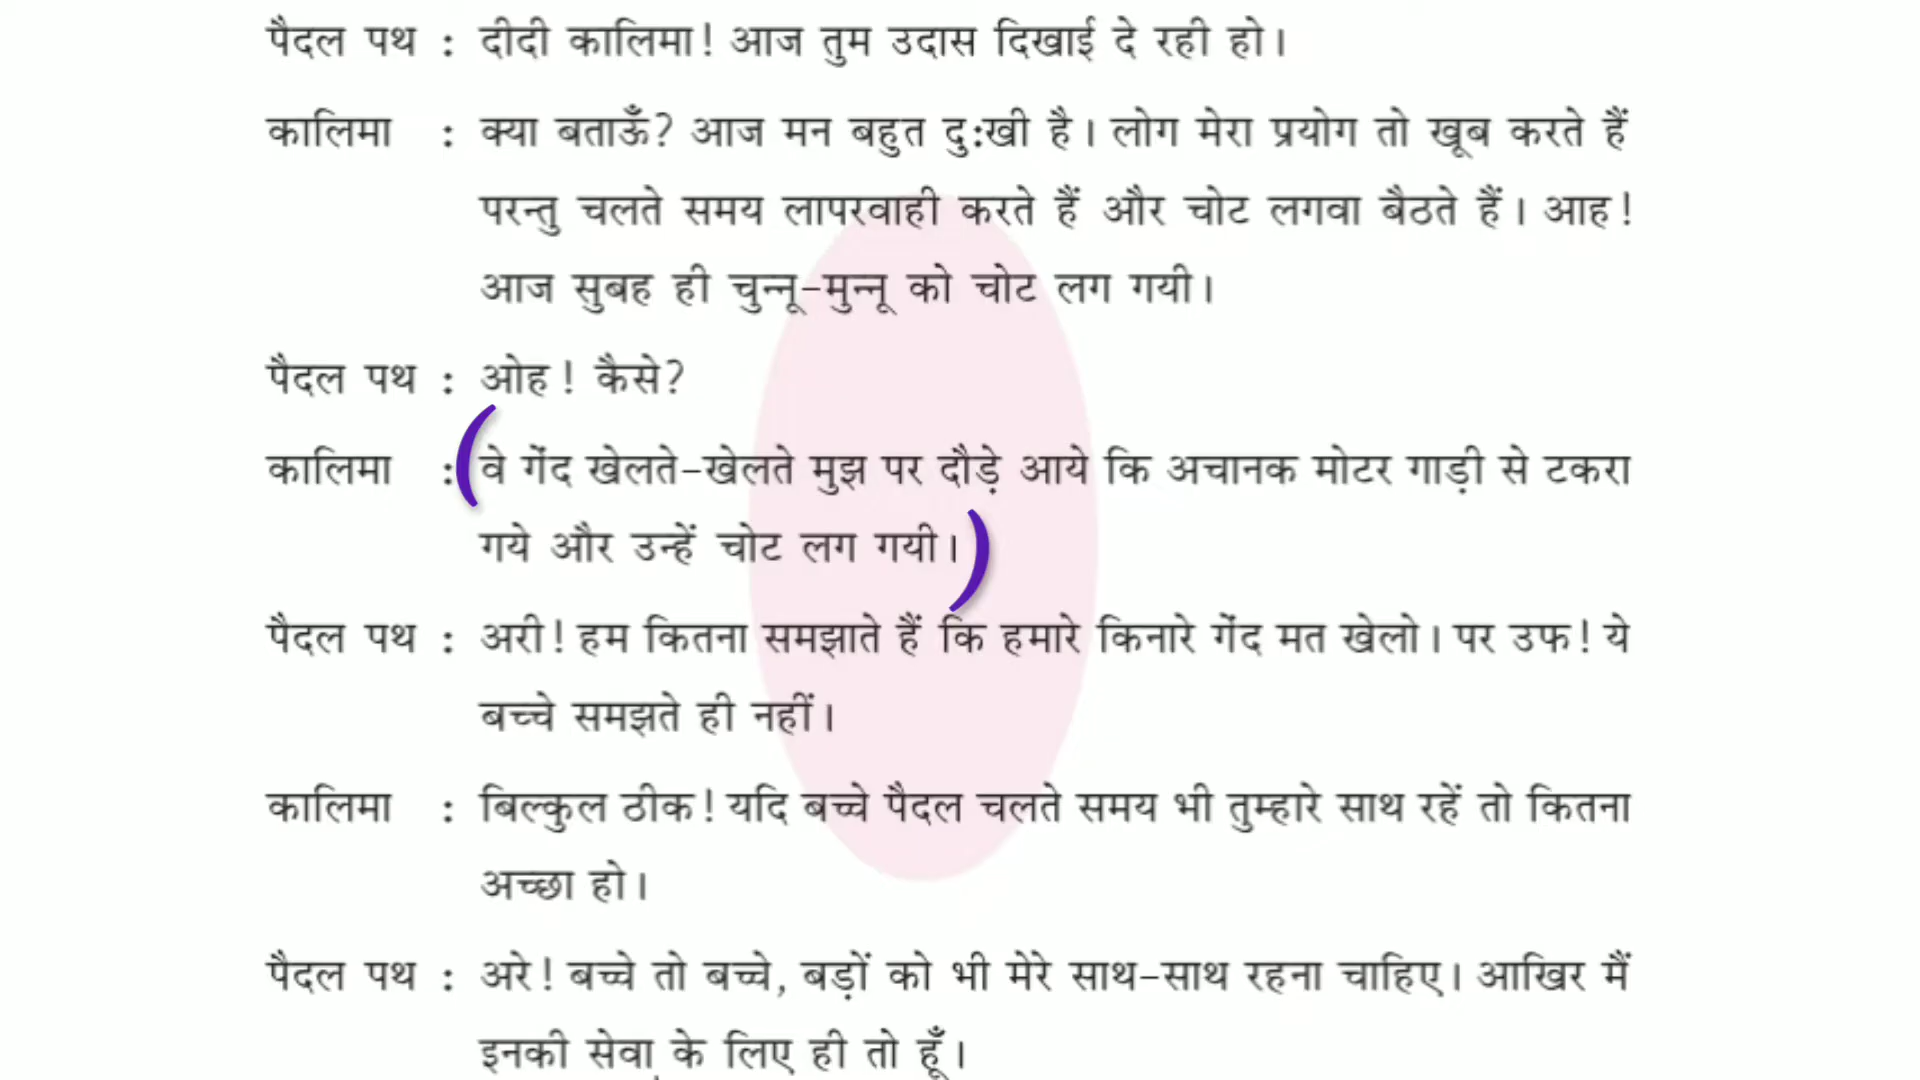 पैदल पथ : दीदी कालिमा! आज तुम उदास दिखाई दे रही हो।
कालिमा : क्या बताऊँ? आज मन बहुत दुःखी है। लोग मेरा प्रयोग तो खूब करते हैं
परन्तु चलते समय लापरवाही करते हैं और चोट लगवा बैठते हैं। आह!
आज सुबह ही चुन्नू-मुन्नू को चोट लग गयी।
पैदल पथ : ओह! कैसे?
कालिमा : (वे गेंद खेलते-खेलते मुझ पर दौड़े आये कि अचानक मोटर गाड़ी से टकरा
गये और उन्हें चोट लग गयी।)
पैदल पथ : अरी! हम कितना समझाते हैं कि हमारे किनारे गेंद मत खेलो। पर उफ! ये
बच्चे समझते ही नहीं।
कालिमा : बिल्कुल ठीक! यदि बच्चे पैदल चलते समय भी तुम्हारे साथ रहें तो कितना
अच्छा हो।
पैदल पथ : अरे! बच्चे तो बच्चे, बड़ों को भी मेरे साथ-साथ रहना चाहिए। आखिर मैं
इनकी सेवा के लिए ही तो हूँ।